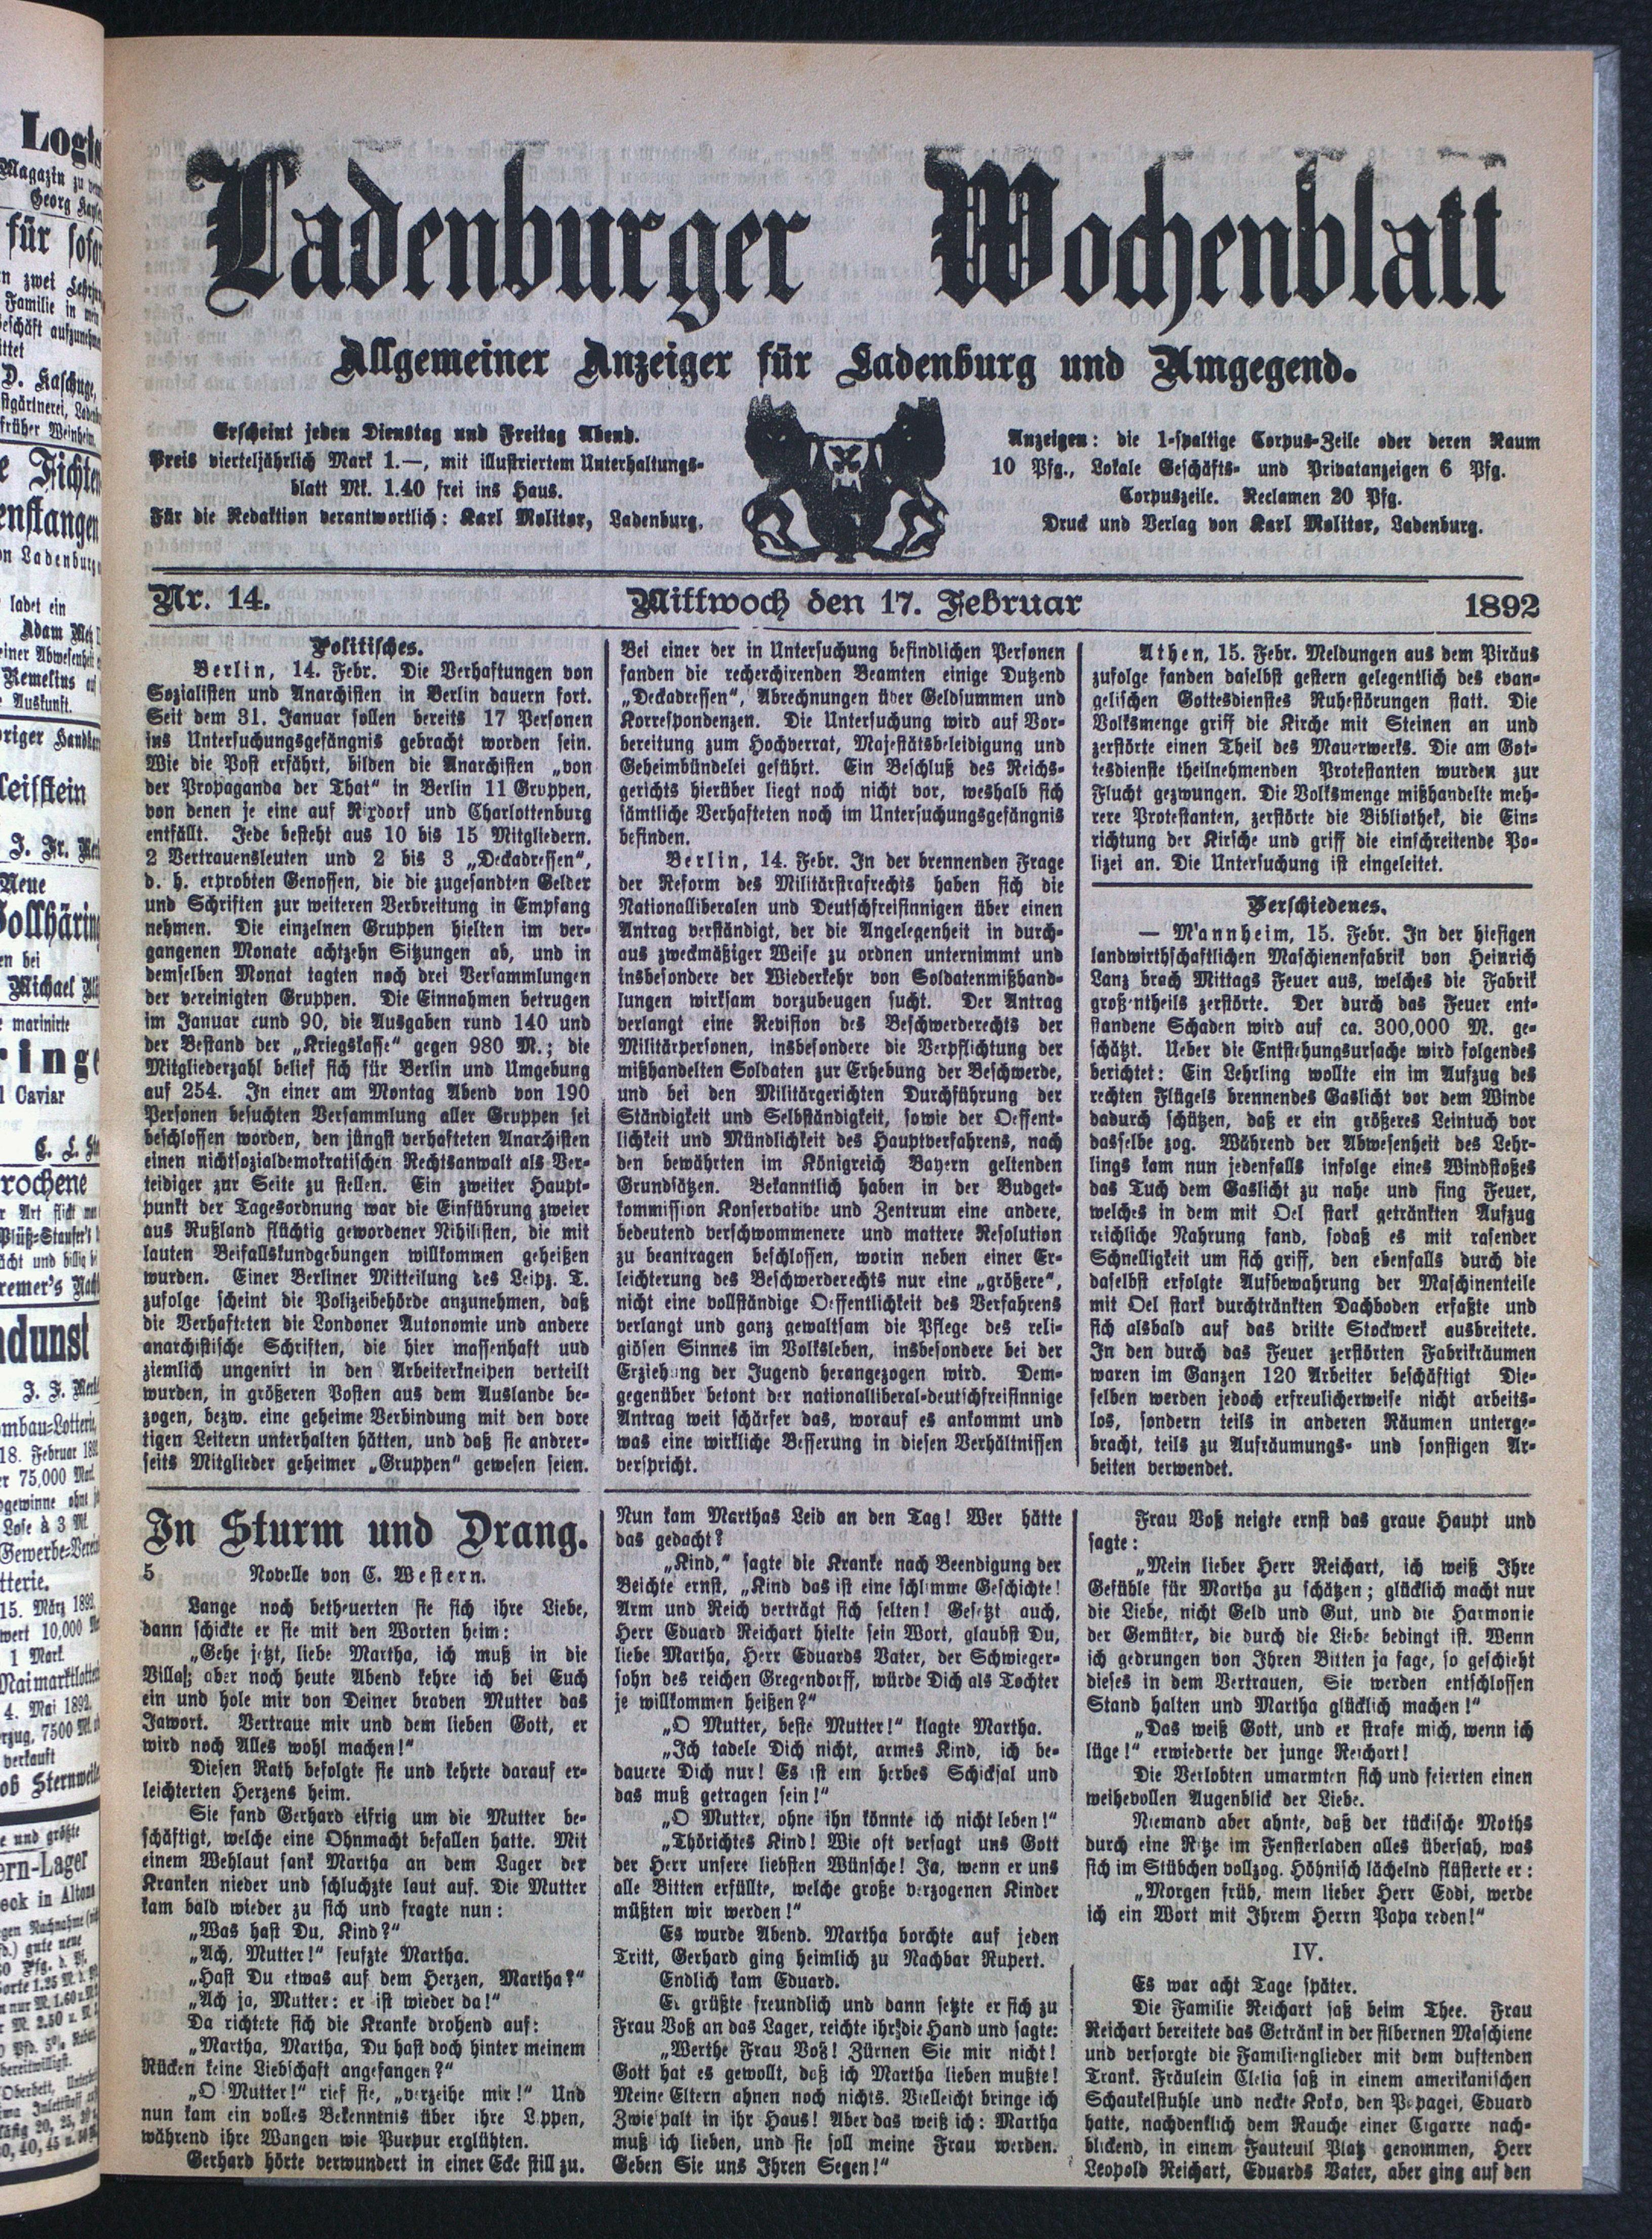 Ladenburger Wochenblatt
Allgemeiner Anzeiger für Ladenburg und Umgegend.
Erscheint jeden Dienstag und Freitag Abend.
Preis vierteljährlich Mark 1.—, mit illustriertem Unterhaltungs-
blatt Mk. 1.40 frei ins Haus.
Für die Redaktion verantwortlich: Karl Molitor, Ladenburg.
Anzeigen: die 1-spaltige Corpus-Zeile oder deren Raum
10 Pfg., Lokale Geschäfts- und Privatanzeigen 6 Pfg.
Corpuszeile. Reclamen 20 Pfg.
Druck und Verlag von Karl Molitor, Ladenburg.
Nr. 14. Mittwoch den 17. Februar 1892
Politisches.
Berlin, 14. Febr. Die Verhaftungen von
Sozialisten und Anarchisten in Berlin dauern fort.
Seit dem 31. Januar sollen bereits 17 Personen
ins Untersuchungsgefängnis gebracht worden sein.
Wie die Post erfährt, bilden die Anarchisten „von
der Propaganda der That“ in Berlin 11 Gruppen,
von denen je eine auf Rixdorf und Charlottenburg
entfällt. Jede besteht aus 10 bis 15 Mitgliedern.
2 Vertrauensleuten und 2 bis 3 „Deckadressen“,
d. h. erprobten Genossen, die die zugesandten Gelder
und Schriften zur weiteren Verbreitung in Empfang
nehmen. Die einzelnen Gruppen hielten im ver-
gangenen Monate achtzehn Sitzungen ab, und in
demselben Monat tagten noch drei Versammlungen
der vereinigten Gruppen. Die Einnahmen betrugen
im Januar rund 90, die Ausgaben rund 140 und
der Bestand der „Kriegskasse“ gegen 980 M.; die
Mitgliederzahl belief sich für Berlin und Umgebung
auf 254. In einer am Montag Abend von 190
Personen besuchten Versammlung aller Gruppen sei
beschlossen worden, den jüngst verhafteten Anarchisten
einen nichtsozialdemokratischen Rechtsanwalt als Ver-
teidiger zur Seite zu stellen. Ein zweiter Haupt-
punkt der Tagesordnung war die Einführung zweier
aus Rußland flüchtig gewordener Nihilisten, die mit
lauten Beifallskundgebungen willkommen geheißen
wurden. Einer Berliner Mitteilung des Leipz. T.
zufolge scheint die Polizeibehörde anzunehmen, daß
die Verhafteten die Londoner Autonomie und andere
anarchistische Schriften, die hier massenhaft uud
ziemlich ungenirt in den Arbeiterkneipen verteilt
wurden, in größeren Posten aus dem Auslande be-
zogen, bezw. eine geheime Verbindung mit den dore
tigen Leitern unterhalten hätten, und daß sie andrer-
seits Mitglieder geheimer „Gruppen“ gewesen seien.
Bei einer der in Untersuchung befindlichen Personen
fanden die recherchirenden Beamten einige Dutzend
„Deckadressen“, Abrechnungen über Geldsummen und
Korrespondenzen. Die Untersuchung wird auf Vor-
bereitung zum Hochverrat, Majestätsbeleidigung und
Geheimbündelei geführt. Ein Beschluß des Reichs-
gerichts hierüber liegt noch nicht vor, weshalb sich
sämtliche Verhafteten noch im Untersuchungsgefängnis
befinden.
Berlin, 14. Febr. In der brennenden Frage
der Reform des Militärstrafrechts haben sich die
Nationalliberalen und Deutschfreisinnigen über einen
Antrag verständigt, der die Angelegenheit in durch-
aus zweckmäßiger Weise zu ordnen unternimmt und
insbesondere der Wiederkehr von Soldatenmißhand-
lungen wirksam vorzubeugen sucht. Der Antrag
verlangt eine Revision des Beschwerderechts der
Militärpersonen, insbesondere die Verpflichtung der
mißhandelten Soldaten zur Erhebung der Beschwerde,
und bei den Militärgerichten Durchführung der
Ständigkeit und Selbständigkeit, sowie der Oeffent-
lichkeit und Mündlichkeit des Hauptverfahrens, nach
den bewährten im Königreich Bayern geltenden
Grundsätzen. Bekanntlich haben in der Budget-
kommission Konservative und Zentrum eine andere,
bedeutend verschwommenere und mattere Resolution
zu beantragen beschlossen, worin neben einer Er-
leichterung des Beschwerderechts nur eine „größere“,
nicht eine vollständige Oeffentlichkeit des Verfahrens
verlangt und ganz gewaltsam die Pflege des reli-
giösen Sinnes im Volksleben, insbesondere bei der
Erziehung der Jugend herangezogen wird. Dem-
gegenüber betont der nationalliberal-deutschfreisinnige
Antrag weit schärfer das, worauf es ankommt und
was eine wirkliche Besserung in diesen Verhältnissen
verspricht.
Athen, 15. Febr. Meldungen aus dem Piräus
zufolge fanden daselbst gestern gelegentlich des evan-
gelischen Gottesdienstes Ruhestörungen statt. Die
Volksmenge griff die Kirche mit Steinen an und
zerstörte einen Theil des Mauerwerks. Die am Got-
tesdienste theilnehmenden Protestanten wurden zur
Flucht gezwungen. Die Volksmenge mißhandelte meh-
rere Protestanten, zerstörte die Bibliothek, die Ein-
richtung der Kirsche und griff die einschreitende Po-
lizei an. Die Untersuchung ist eingeleitet.
Verschiedenes.
— Mannheim, 15. Febr. In der hiesigen
landwirthschaftlichen Maschienenfabrik von Heinrich
Lanz brach Mittags Feuer aus, welches die Fabrik
großentheils zerstörte. Der durch das Feuer ent-
standene Schaden wird auf ca. 300,000 M. ge-
schätzt. Ueber die Entstehungsursache wird folgendes
berichtet: Ein Lehrling wollte ein im Aufzug des
rechten Flügels brennendes Gaslicht vor dem Winde
dadurch schützen, daß er ein größeres Leintuch vor
dasselbe zog. Während der Abwesenheit des Lehr-
lings kam nun jedenfalls infolge eines Windstoßes
das Tuch dem Gaslicht zu nahe und fing Feuer,
welches in dem mit Oel stark getränkten Aufzug
reichliche Nahrung fand, sodaß es mit rasender
Schnelligkeit um sich griff, den ebenfalls durch die
daselbst erfolgte Aufbewahrung der Maschinenteile
mit Oel stark durchtränkten Dachboden erfaßte und
sich alsbald auf das dritte Stockwerk ausbreitete.
In den durch das Feuer zerstörten Fabrikräumen
waren im Ganzen 120 Arbeiter beschäftigt Die-
selben werden jedoch erfreulicherweise nicht arbeits-
los, sondern teils in anderen Räumen unterge-
bracht, teils zu Aufräumungs- und sonstigen Ar-
beiten verwendet.
In Sturm und Drang.
5 Novelle von C. Western.
Lange noch betheuerten sie sich ihre Liebe,
dann schickte er sie mit den Worten heim:
„Gehe jetzt, liebe Martha, ich muß in die
Villa; aber noch heute Abend kehre ich bei Euch
ein und hole mir von Deiner braven Mutter das
Jawort. Vertraue mir und dem lieben Gott, er
wird noch Alles wohl machen!“
Diesen Rath befolgte sie und kehrte darauf er-
leichterten Herzens heim.
Sie fand Gerhard eifrig um die Mutter be-
schäftigt, welche eine Ohnmacht befallen hatte. Mit
einem Wehlaut sank Martha an dem Lager der
Kranken nieder und schluchzte laut auf. Die Mutter
kam bald wieder zu sich und fragte nun:
„Was hast Du, Kind?“
„Ach, Mutter!“ seufzte Martha.
„Hast Du etwas auf dem Herzen, Martha?“
„Ach ja, Mutter: er ist wieder da!“
Da richtete sich die Kranke drohend auf:
„Martha, Martha, Du hast doch hinter meinem
Rücken keine Liebschaft angefangen?“
„O Mutter!“ rief sie, „verzeihe mir!“ Und
nun kam ein volles Bekenntnis über ihre Lippen,
während ihre Wangen wie Purpur erglühten.
Gerhard hörte verwundert in einer Ecke still zu.
Nun kam Marthas Leid an den Tag! Wer hätte
das gedacht?
„Kind,“ sagte die Kranke nach Beendigung der
Beichte ernst, „Kind das ist eine schlimme Geschichte!
Arm und Reich verträgt sich selten! Gesetzt auch,
Herr Eduard Reichart hielte sein Wort, glaubst Du,
liebe Martha, Herr Eduards Vater, der Schwieger-
sohn des reichen Gregendorff, würde Dich als Tochter
je willkommen heißen?“
„O Mutter, beste Mutter!“ klagte Martha.
„Ich tadele Dich nicht, armes Kind, ich be-
dauere Dich nur! Es ist ein herbes Schicksal und
das muß getragen sein!“
„O Mutter, ohne ihn könnte ich nicht leben!“
„Thörichtes Kind! Wie oft versagt uns Gott
der Herr unsere liebsten Wünsche! Ja, wenn er uns
alle Bitten erfüllte, welche große verzogenen Kinder
müßten wir werden!“
Es wurde Abend. Martha horchte auf jeden
Tritt, Gerhard ging heimlich zu Nachbar Rupert.
Endlich kam Eduard.
Er grüßte freundlich und dann setzte er sich zu
Frau Voß an das Lager, reichte ihr die Hand und sagte:
„Werthe Frau Voß! Zürnen Sie mir nicht!
Gott hat es gewollt, daß ich Martha lieben mußte!
Meine Eltern ahnen noch nichts. Vielleicht bringe ich
Zwiespalt in ihr Haus! Aber das weiß ich: Martha
muß ich lieben, und sie soll meine Frau werden.
Geben Sie uns Ihren Segen!“
Frau Voß neigte ernst das graue Haupt und
sagte:
„Mein lieber Herr Reichart, ich weiß Ihre
Gefühle für Martha zu schätzen; glücklich macht nur
die Liebe, nicht Geld und Gut, und die Harmonie
der Gemüter, die durch die Liebe bedingt ist. Wenn
ich gedrungen von Ihren Bitten ja sage, so geschieht
dieses in dem Vertrauen, Sie werden entschlossen
Stand halten und Martha glücklich machen!“
„Das weiß Gott, und er strafe mich, wenn ich
lüge!“ erwiederte der junge Reichart!
Die Verlobten umarmten sich und feierten einen
weihevollen Augenblick der Liebe.
Niemand aber ahnte, daß der tückische Moths
durch eine Ritze im Fensterladen alles übersah, was
sich im Stübchen vollzog. Höhnisch lächelnd flüsterte er:
„Morgen früh, mein lieber Herr Eddi, werde
ich ein Wort mit Ihrem Herrn Papa reden!“
IV.
Es war acht Tage später.
Die Familie Reichart saß beim Thee. Frau
Reichart bereitete das Getränk in der silbernen Maschiene
und versorgte die Familienglieder mit dem duftenden
Trank. Fräulein Clelia saß in einem amerikanischen
Schaukelstuhle und neckte Koko, den Papagei, Eduard
hatte, nachdenklich dem Rauche einer Cigarre nach-
blickend, in einem Fauteuil Platz genommen, Herr
Leopold Reichart, Eduards Vater, aber ging auf den